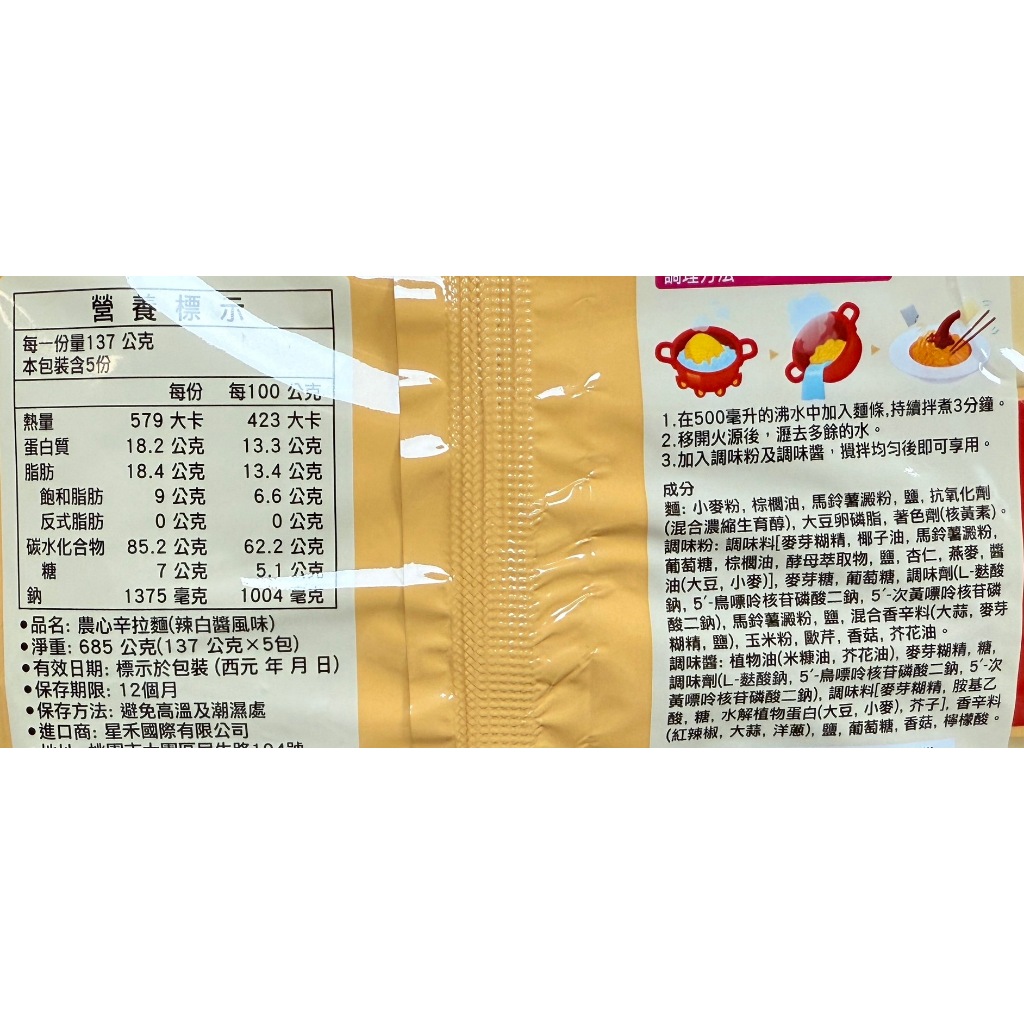 營養標示
每一份量137 公克
本包裝含5份
每份 每100 公克
熱量 579 大卡 423 大卡
蛋白質 18.2 公克 13.3 公克
脂肪 18.4 公克 13.4 公克
飽和脂肪 9 公克 6.6 公克
反式脂肪 0 公克 0 公克
碳水化合物 85.2 公克 62.2 公克
糖 7 公克 5.1 公克
鈉 1375 毫克 1004 毫克
•品名: 農心辛拉麵(辣白醬風味)
•淨重: 685 公克(137 公克×5包)
•有效日期: 標示於包裝 (西元 年 月 日)
•保存期限: 12個月
•保存方法: 避免高溫及潮濕處
•進口商: 星禾國際有限公司
調理方法
1.在500毫升的沸水中加入麵條,持續拌煮3分鐘。
2.移開火源後，瀝去多餘的水。
3.加入調味粉及調味醬，攪拌均勻後即可享用。
成分
麵: 小麥粉, 棕櫚油, 馬鈴薯澱粉, 鹽, 抗氧化劑
(混合濃縮生育醇), 大豆卵磷脂, 著色劑(核黃素)。
調味粉: 調味料[麥芽糊精, 椰子油, 馬鈴薯澱粉,
葡萄糖, 棕櫚油, 酵母萃取物, 鹽, 杏仁, 燕麥, 醬
油(大豆, 小麥)], 麥芽糖, 葡萄糖, 調味劑(L-麩酸
鈉, 5´-鳥嘌呤核苷磷酸二鈉, 5´-次黃嘌呤核苷磷
酸二鈉), 馬鈴薯澱粉, 鹽, 混合香辛料(大蒜, 麥芽
糊精, 鹽), 玉米粉, 歐芹, 香菇, 芥花油。
調味醬: 植物油(米糠油, 芥花油), 麥芽糊精, 糖,
調味劑(L-麩酸鈉, 5´-鳥嘌呤核苷磷酸二鈉, 5´-次
黃嘌呤核苷磷酸二鈉), 調味料[麥芽糊精, 胺基乙
酸, 糖, 水解植物蛋白(大豆, 小麥), 芥子], 香辛料
(紅辣椒, 大蒜, 洋蔥), 鹽, 葡萄糖, 香菇, 檸檬酸。